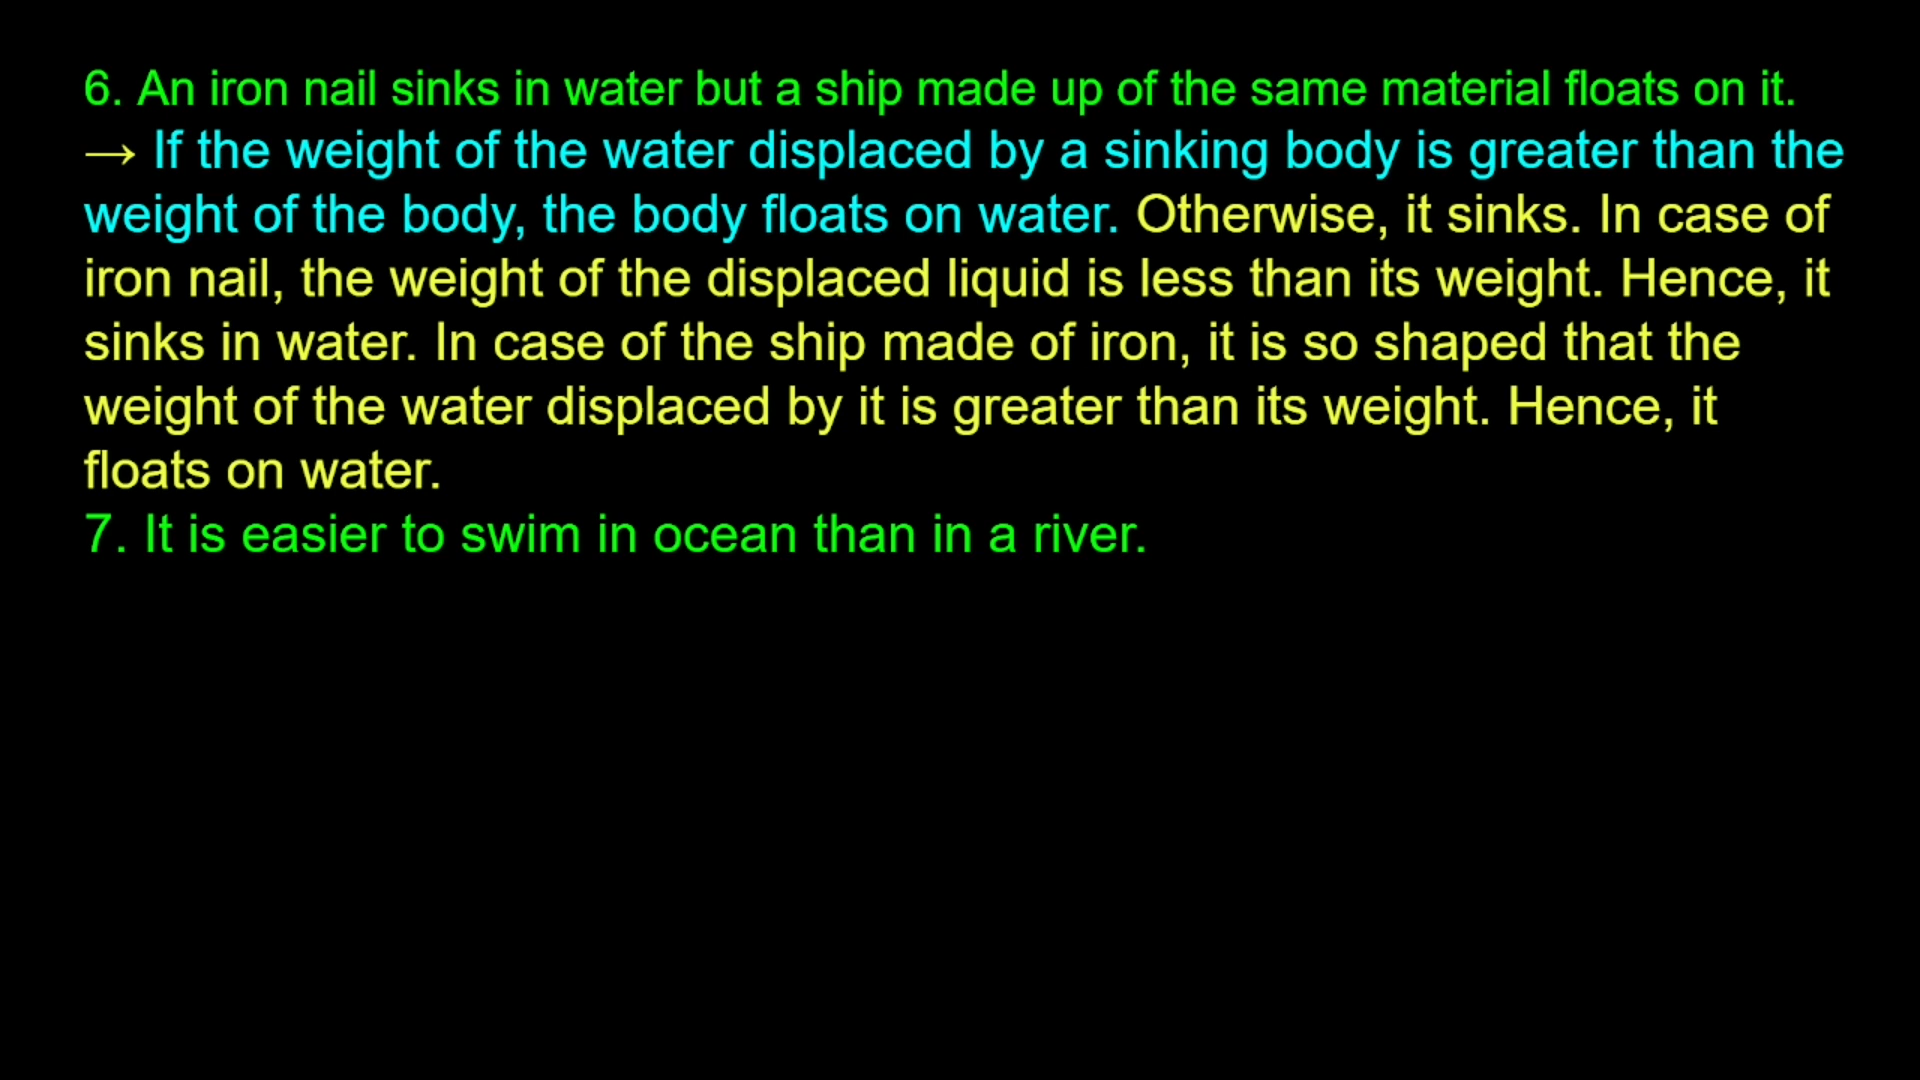 6. An iron nail sinks in water but a ship made up of the same material floats on it.
→ If the weight of the water displaced by a sinking body is greater than the
weight of the body, the body floats on water. Otherwise, it sinks. In case of
iron nail, the weight of the displaced liquid is less than its weight. Hence, it
sinks in water. In case of the ship made of iron, it is so shaped that the
weight of the water displaced by it is greater than its weight. Hence, it
floats on water.
7. It is easier to swim in ocean than in a river.